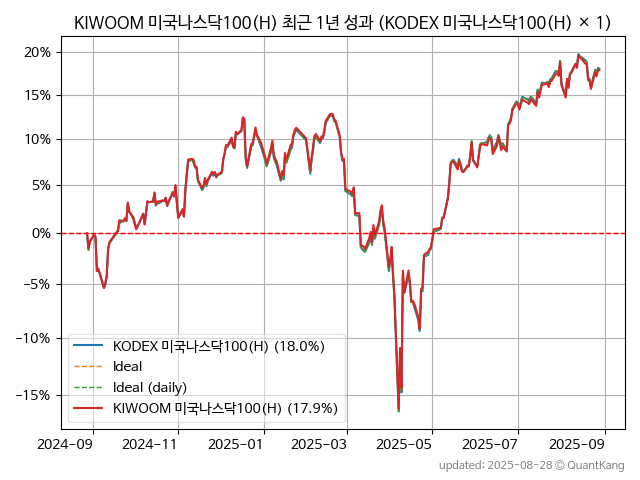 KIWOOM 미국나스닥100(H) 최근 1년 성과 (KODEX 미국나스닥100(H) × 1)
20%
15%
10%
5%
0%
−5%
−10%
−15%
KODEX 미국나스닥100(H) (18.0%)
Ideal
Ideal (daily)
KIWOOM 미국나스닥100(H) (17.9%)
2024-09 2024-11 2025-01 2025-03 2025-05 2025-07 2025-09
updated: 2025-08-28 © QuantKang